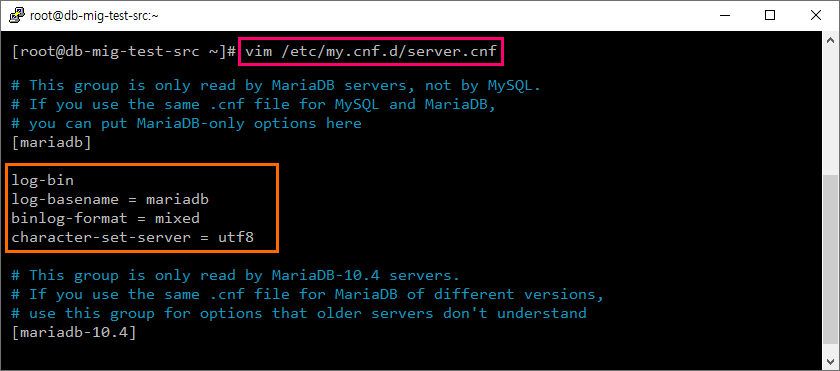 root@db-mig-test-src:~
[root@db-mig-test-src ~]# vim /etc/my.cnf.d/server.cnf
# This group is only read by MariaDB servers, not by MySQL.
# If you use the same .cnf file for MySQL and MariaDB,
# you can put MariaDB-only options here
[mariadb]
log-bin
log-basename = mariadb
binlog-format = mixed
character-set-server = utf8
# This group is only read by MariaDB-10.4 servers.
# If you use the same .cnf file for MariaDB of different versions,
# use this group for options that older servers don't understand
[mariadb-10.4]